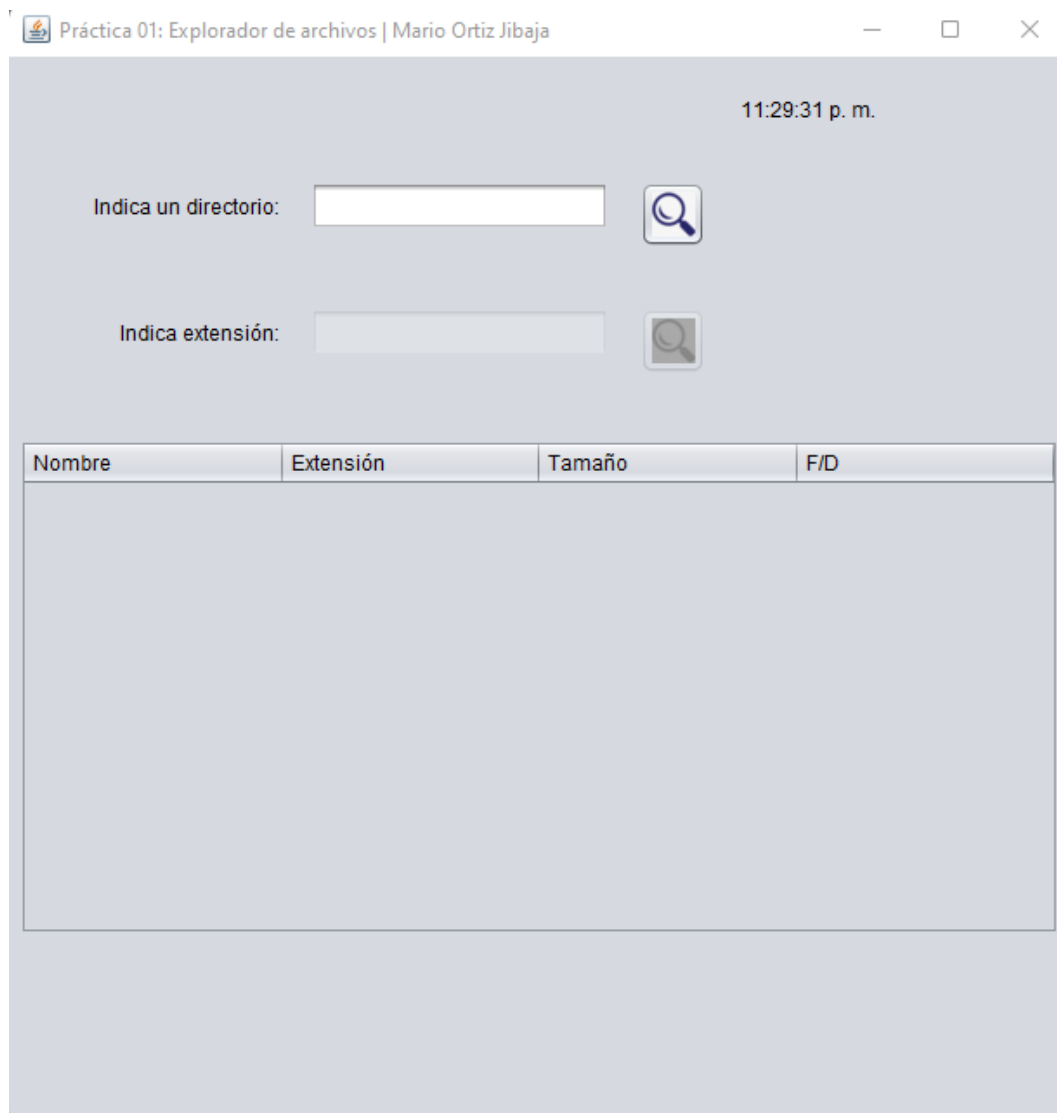 Práctica 01: Explorador de archivos | Mario Ortiz Jibaja
11:29:31 p. m.
Indica un directorio:
Indica extensión:
Nombre Extensión Tamaño F/D